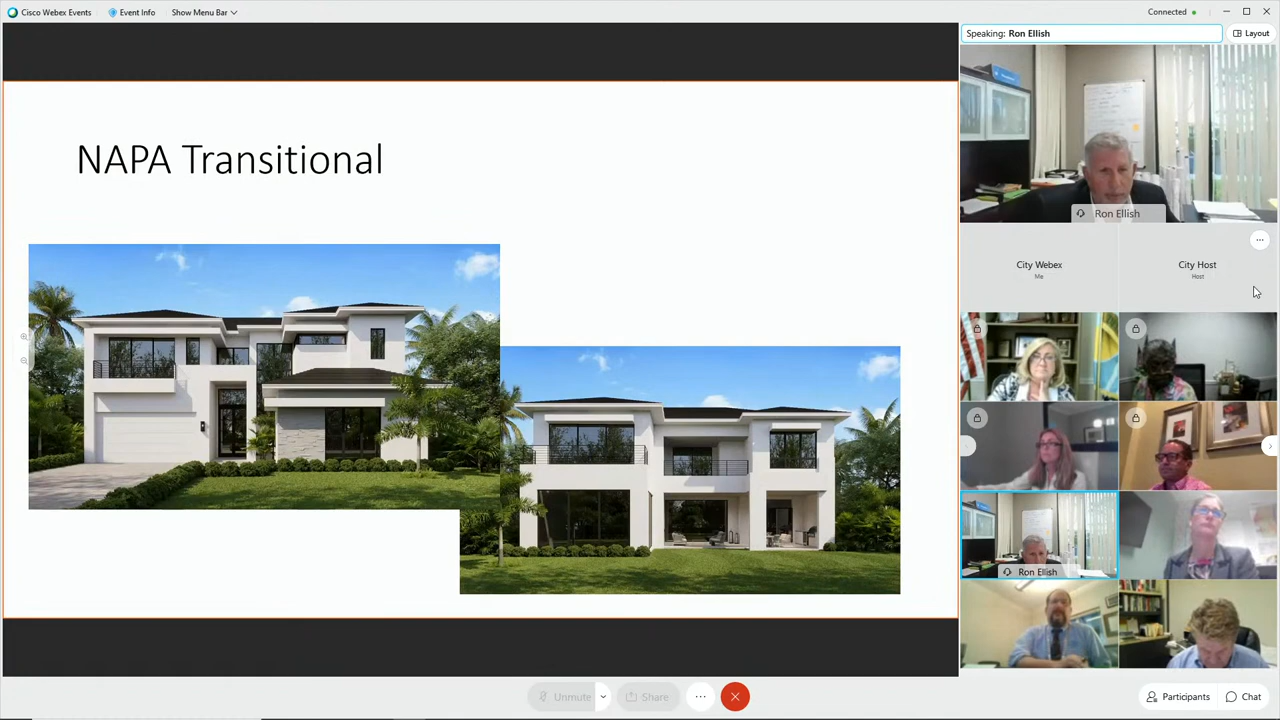 Cisco Webex Events
Event Info
Show Menu Bar
Connected
Speaking: Ron Ellish
Layout
NAPA Transitional
Ron Ellish
City Webex
Me
City Host
Host
Ron Ellish
Unmute
Share
Participants
Chat